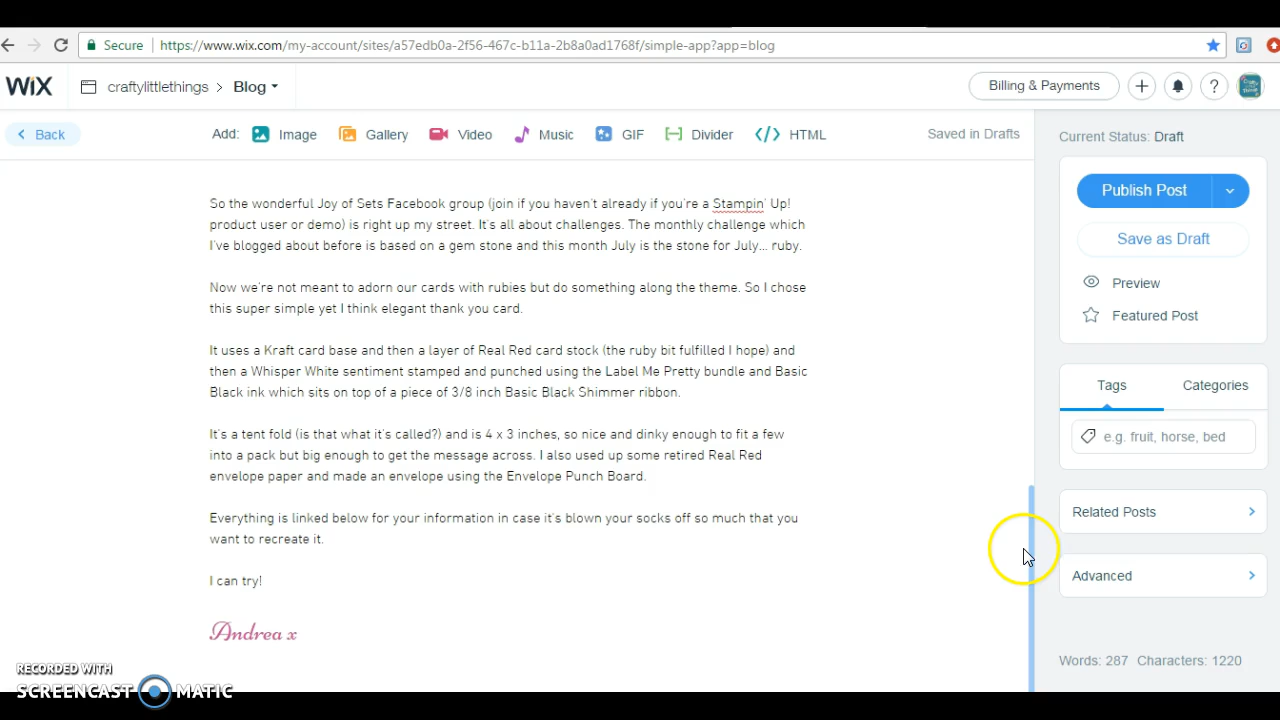 Secure https://www.wix.com/my-account/sites/a57edb0a-2f56-467c-b11a-2b8a0ad1768f/simple-app?app=blog
WiX craftylittlethings > Blog Billing & Payments + ?
Back Add: Image Gallery Video Music GIF Divider </> HTML Saved in Drafts
So the wonderful Joy of Sets Facebook group (join if you haven't already if you're a Stampin' Up!
product user or demo) is right up my street. It's all about challenges. The monthly challenge which
I've blogged about before is based on a gem stone and this month July is the stone for July... ruby.
Now we're not meant to adorn our cards with rubies but do something along the theme. So I chose
this super simple yet I think elegant thank you card.
It uses a Kraft card base and then a layer of Real Red card stock (the ruby bit fulfilled I hope) and
then a Whisper White sentiment stamped and punched using the Label Me Pretty bundle and Basic
Black ink which sits on top of a piece of 3/8 inch Basic Black Shimmer ribbon.
It's a tent fold (is that what it's called?) and is 4 x 3 inches, so nice and dinky enough to fit a few
into a pack but big enough to get the message across. I also used up some retired Real Red
envelope paper and made an envelope using the Envelope Punch Board.
Everything is linked below for your information in case it's blown your socks off so much that you
want to recreate it.
I can try!
Andrea x
Current Status: Draft
Publish Post
Save as Draft
Preview
Featured Post
Tags Categories
e.g. fruit, horse, bed
Related Posts
Advanced
Words: 287 Characters: 1220
RECORDED WITH
SCREENCAST MATIC